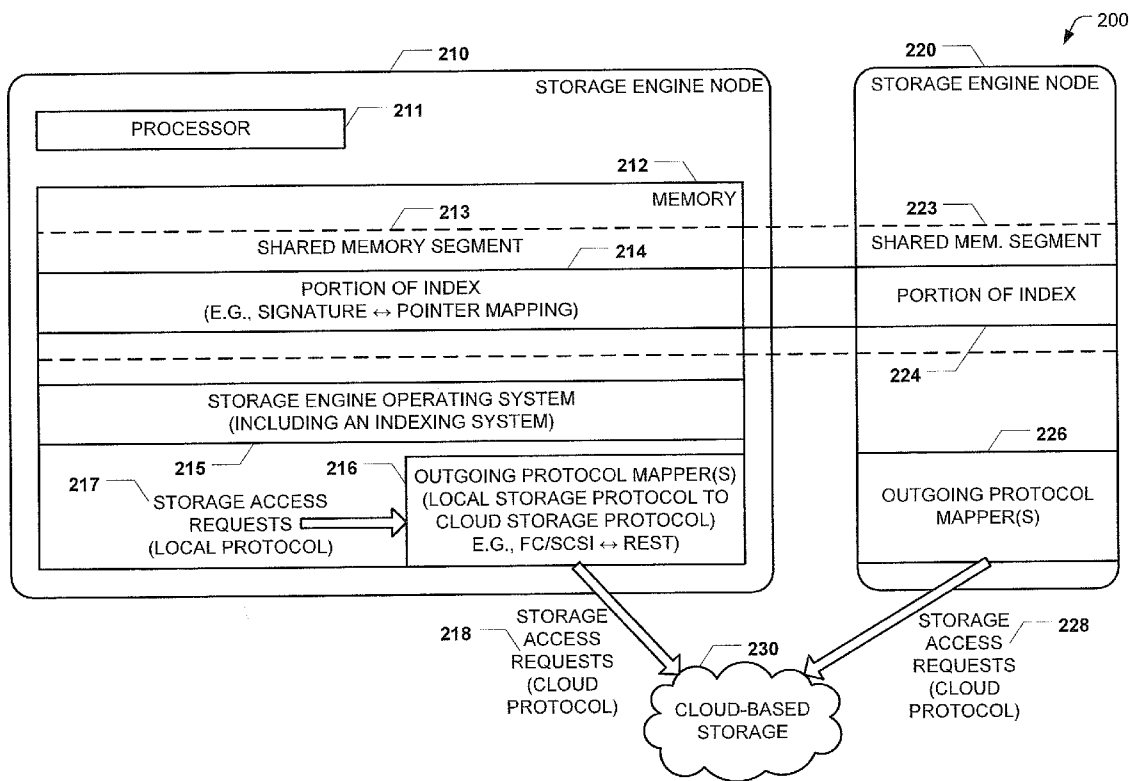 200
210
STORAGE ENGINE NODE
211
PROCESSOR
212
MEMORY
213
SHARED MEMORY SEGMENT
214
PORTION OF INDEX
(E.G., SIGNATURE ↔ POINTER MAPPING)
STORAGE ENGINE OPERATING SYSTEM
(INCLUDING AN INDEXING SYSTEM)
215
216
217
STORAGE ACCESS
REQUESTS
(LOCAL PROTOCOL)
OUTGOING PROTOCOL MAPPER(S)
(LOCAL STORAGE PROTOCOL TO
CLOUD STORAGE PROTOCOL)
E.G., FC/SCSI ↔ REST)
220
STORAGE ENGINE NODE
223
SHARED MEM. SEGMENT
PORTION OF INDEX
224
226
OUTGOING PROTOCOL
MAPPER(S)
218
STORAGE
ACCESS
REQUESTS
(CLOUD
PROTOCOL)
230
CLOUD-BASED
STORAGE
STORAGE
ACCESS
REQUESTS
(CLOUD
PROTOCOL)
228